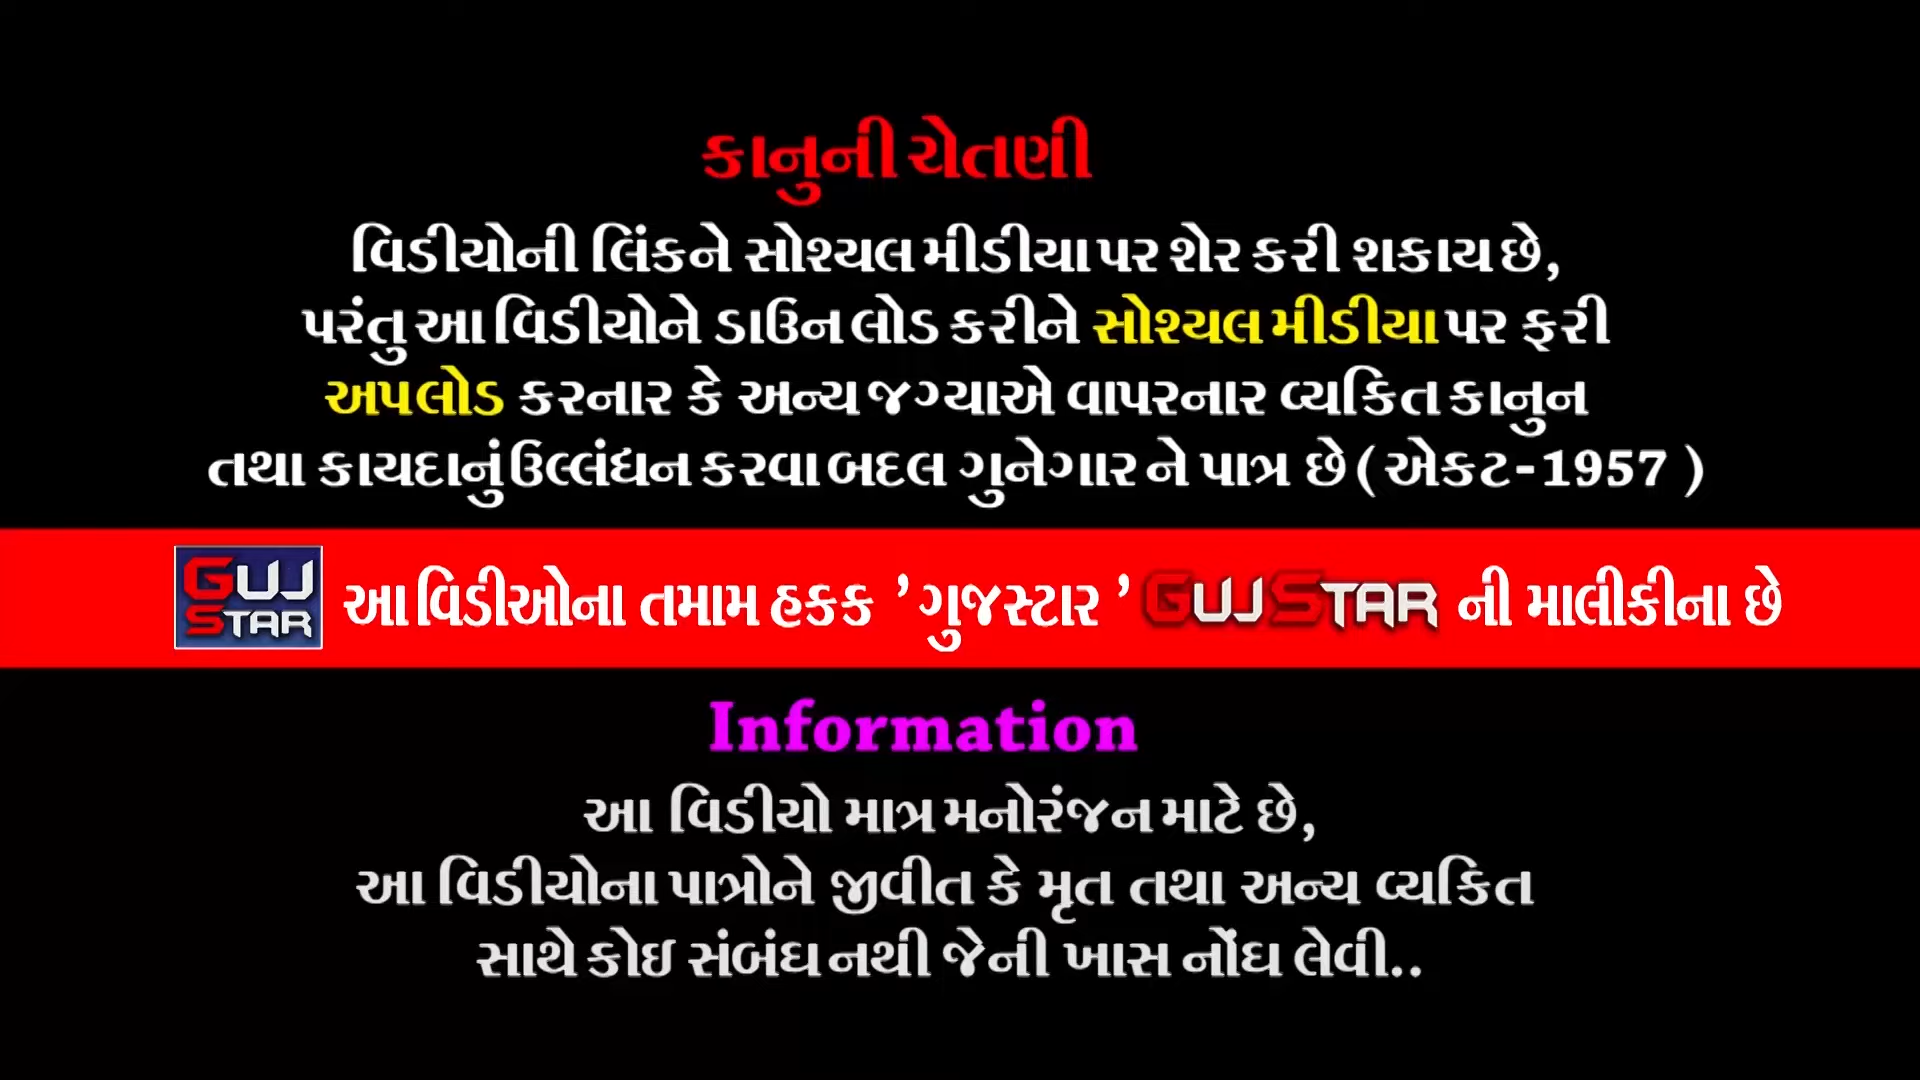 કાનુની ચેતણી
વિડીયોની લિંકને સોશ્યલ મીડીયા પર શેર કરી શકાય છે,
પરંતુ આ વિડીયોને ડાઉનલોડ કરીને સોશ્યલ મીડીયા પર ફરી
અપલોડ કરનાર કે અન્ય જગ્યાએ વાપરનાર વ્યકિત કાનુન
તથા કાયદાનું ઉલ્લંઘન કરવા બદલ ગુનેગાર ને પાત્ર છે ( એકટ-1957 )
GUJ STAR આ વિડીઓના તમામ હકક ' ગુજસ્ટાર ' GUJ STAR ની માલીકીના છે
Information
આ વિડીયો માત્ર મનોરંજન માટે છે,
આ વિડીયોના પાત્રોને જીવીત કે મૃત તથા અન્ય વ્યકિત
સાથે કોઇ સંબંઘ નથી જેની ખાસ નોંઘ લેવી..